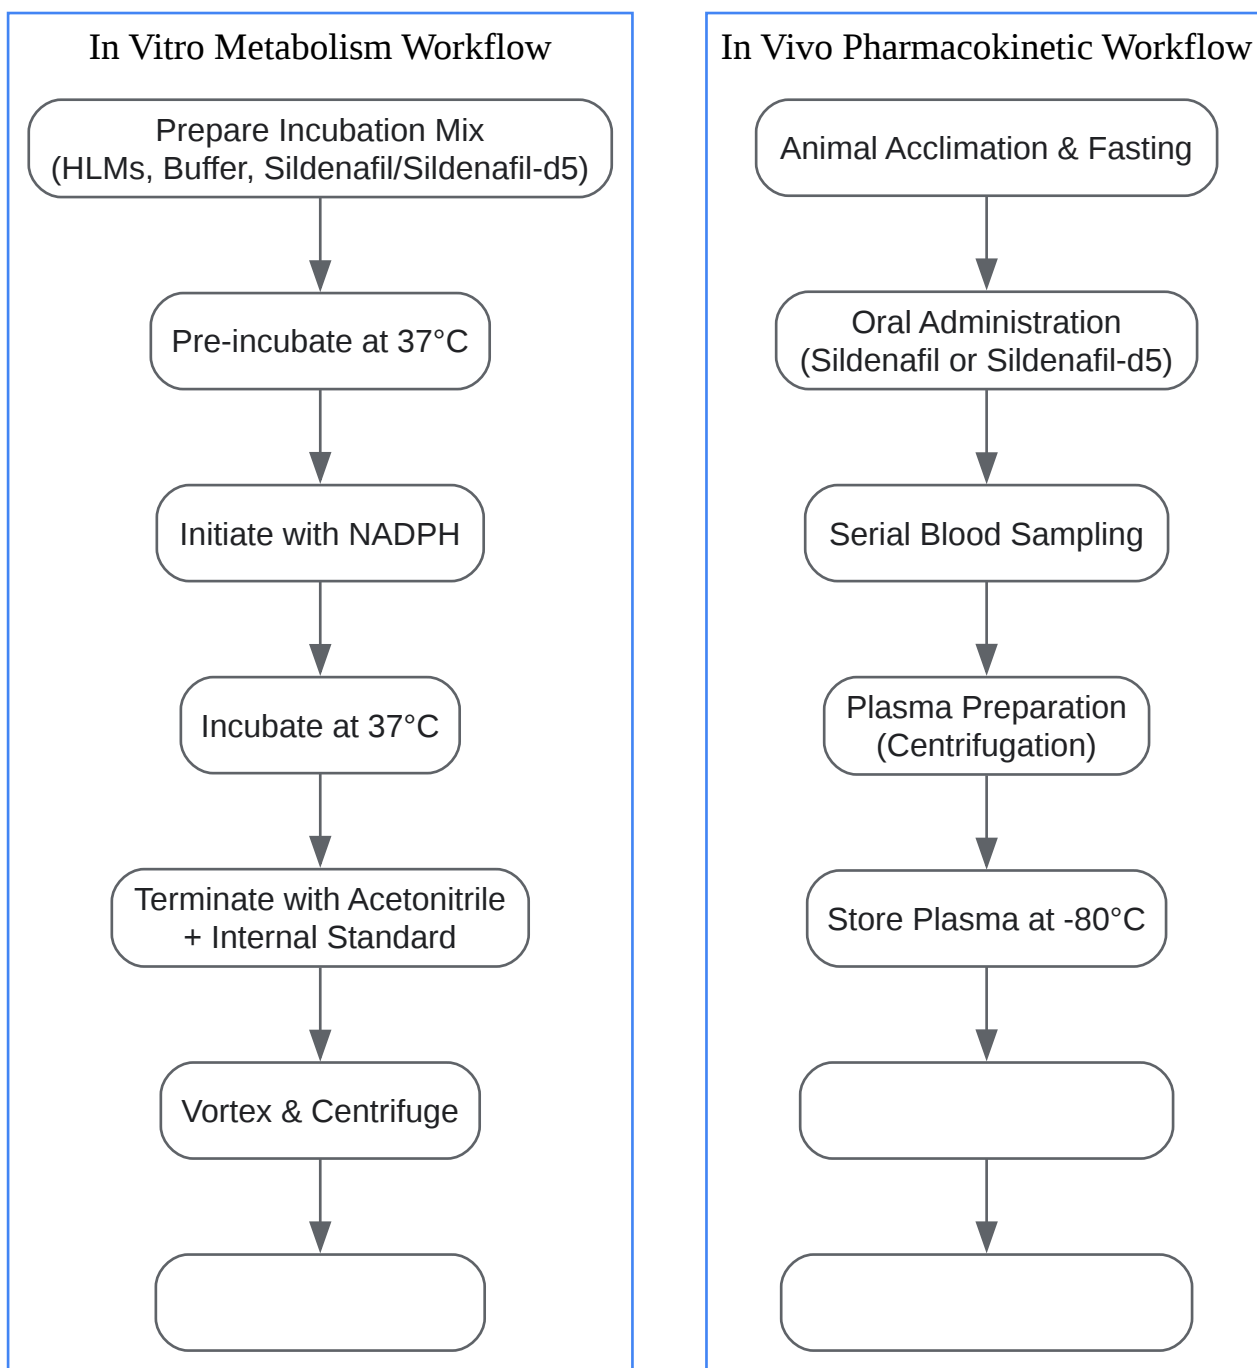 In Vitro Metabolism Workflow
Prepare Incubation Mix
(HLMs, Buffer, Sildenafil/Sildenafil-d5)
Pre-incubate at 37°C
Initiate with NADPH
Incubate at 37°C
Terminate with Acetonitrile
+ Internal Standard
Vortex & Centrifuge
In Vivo Pharmacokinetic Workflow
Animal Acclimation & Fasting
Oral Administration
(Sildenafil or Sildenafil-d5)
Serial Blood Sampling
Plasma Preparation
(Centrifugation)
Store Plasma at -80°C